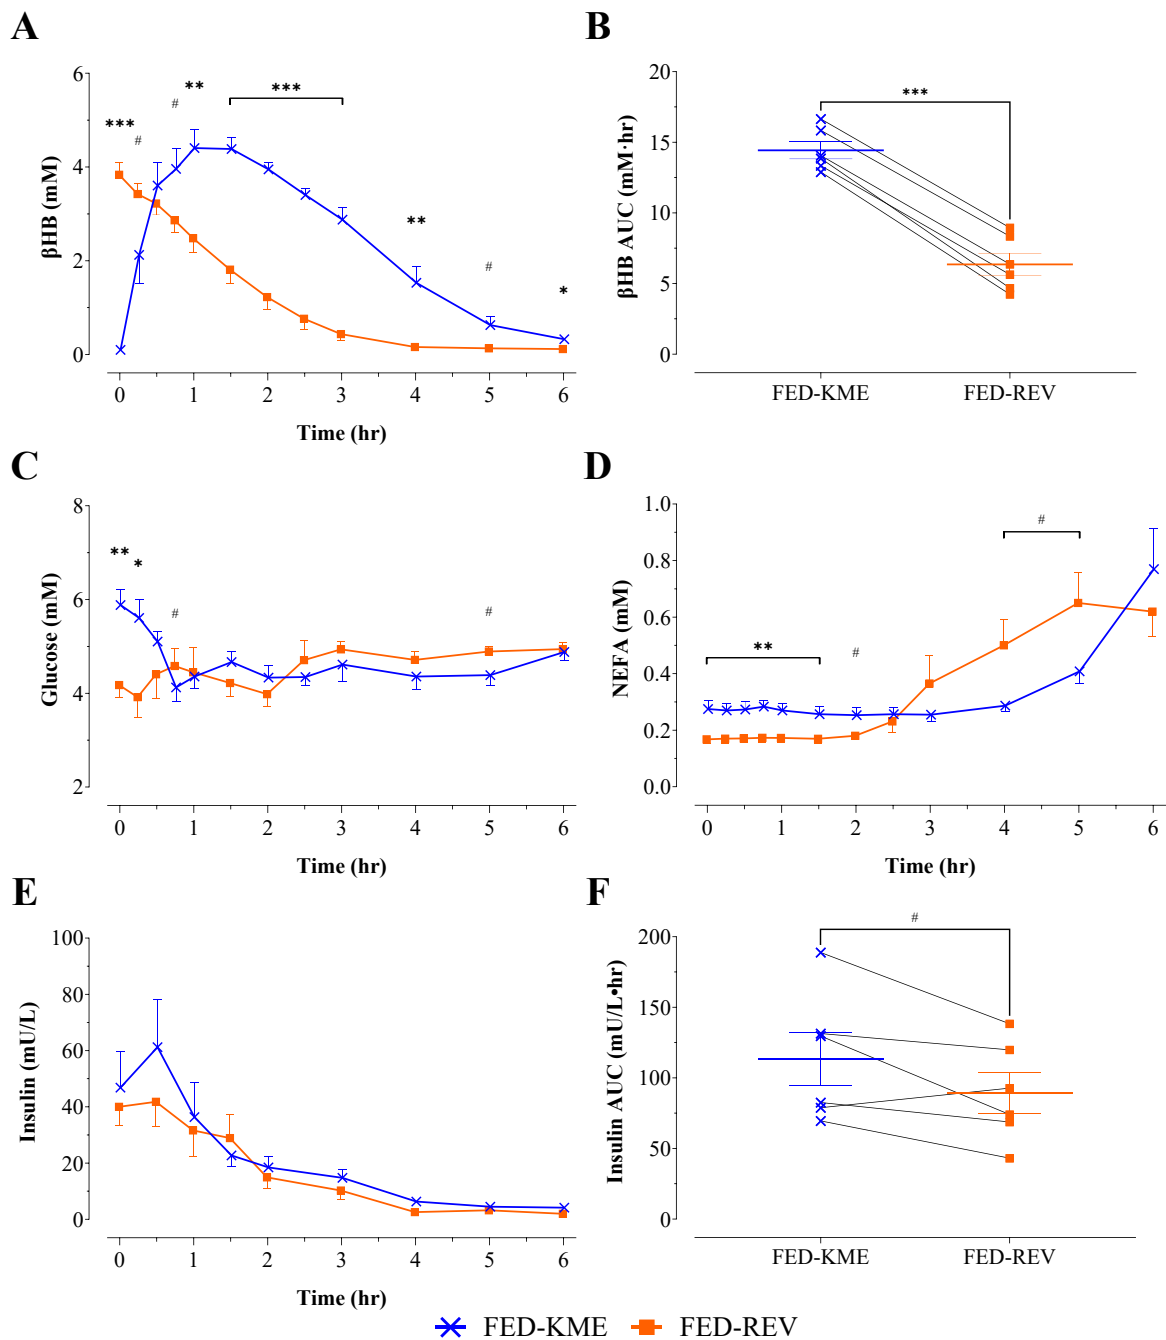 A
βHB (mM)
6
4
2
0
***
#
#
**
***
**
#
*
0 1 2 3 4 5 6
Time (hr)
B
βHB AUC (mM·hr)
20
15
10
5
0
***
FED-KME FED-REV
C
Glucose (mM)
8
6
4
2
**
*
#
#
0 1 2 3 4 5 6
Time (hr)
D
NEFA (mM)
1.0
0.8
0.6
0.4
0.2
0.0
**
#
#
0 1 2 3 4 5 6
Time (hr)
E
Insulin (mU/L)
100
80
60
40
20
0
0 1 2 3 4 5 6
Time (hr)
F
Insulin AUC (mU/L•hr)
200
150
100
50
0
#
FED-KME FED-REV
FED-KME FED-REV